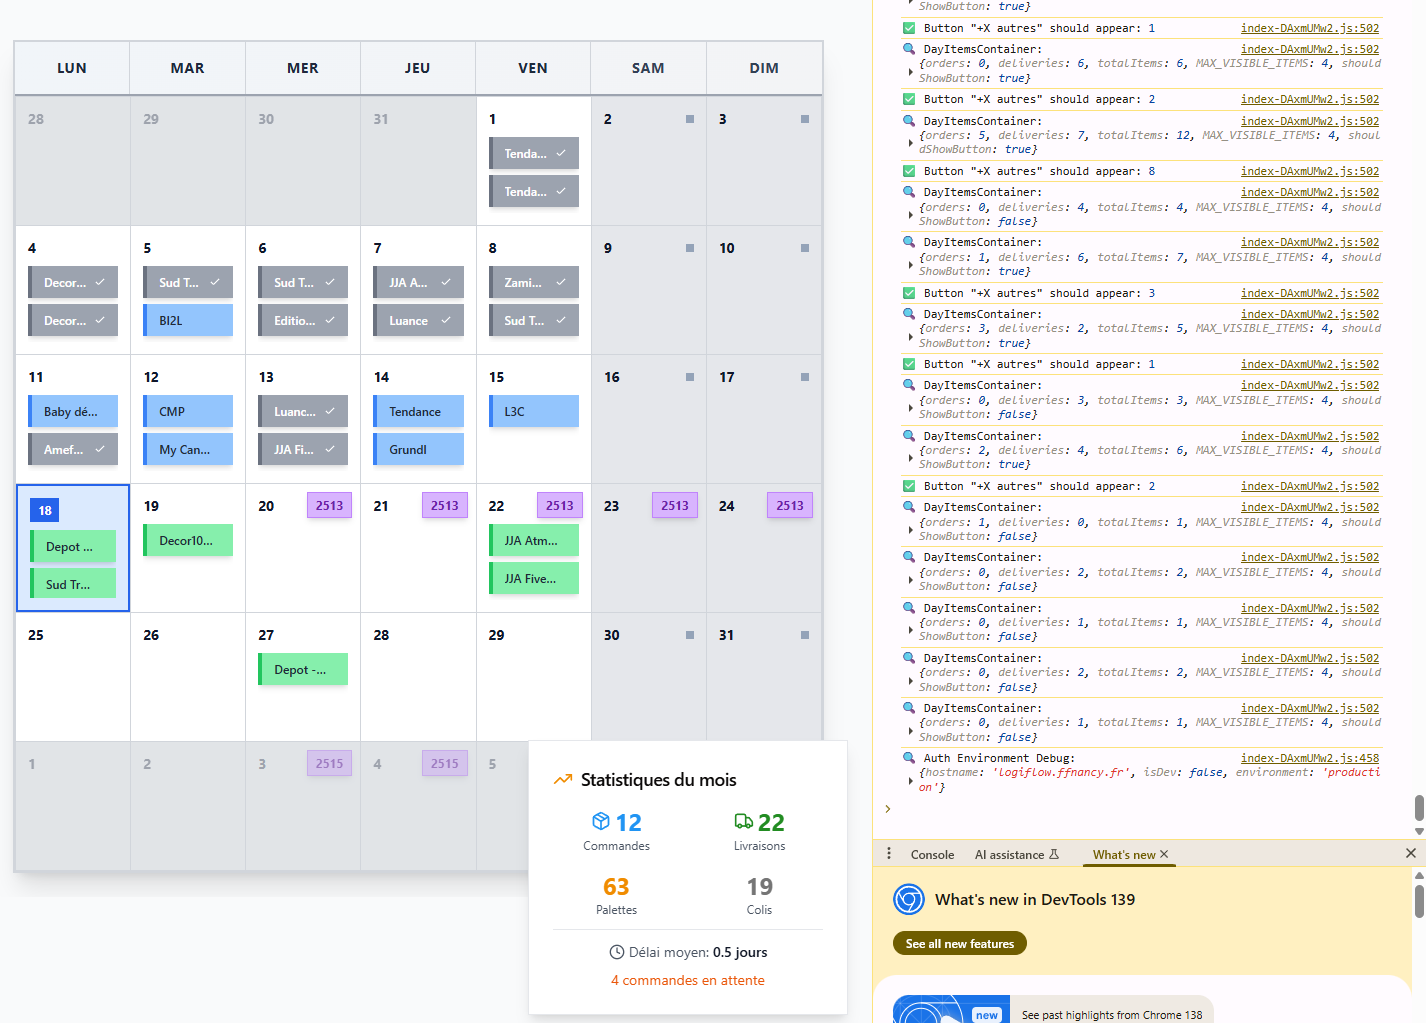 LUN MAR MER JEU VEN SAM DIM
28 29 30 31 1 2 3
Tenda...
Tenda...
4 5 6 7 8 9 10
Decor... Sud T... Sud T... JJA A... Zami...
Decor... BI2L Editio... Luance Sud T...
11 12 13 14 15 16 17
Baby dé... CMP Luanc... Tendance L3C
Amef... My Can... JJA Fi... Grundl
18 19 20 2513 21 2513 22 2513 23 2513 24 2513
Depot ... Decor10... JJA Atm...
Sud Tr... JJA Five...
25 26 27 28 29 30 31
Depot -...
1 2 3 2515 4 2515 5
Statistiques du mois
12 22
Commandes Livraisons
63 19
Palettes Colis
Délai moyen: 0.5 jours
4 commandes en attente
ShowButton: true}
Button "+X autres" should appear: 1 index-DAxmUMw2.js:502
DayItemsContainer: index-DAxmUMw2.js:502
{orders: 0, deliveries: 6, totalItems: 6, MAX_VISIBLE_ITEMS: 4, should
ShowButton: true}
Button "+X autres" should appear: 2 index-DAxmUMw2.js:502
DayItemsContainer: index-DAxmUMw2.js:502
{orders: 5, deliveries: 7, totalItems: 12, MAX_VISIBLE_ITEMS: 4, shoul
dShowButton: true}
Button "+X autres" should appear: 8 index-DAxmUMw2.js:502
DayItemsContainer: index-DAxmUMw2.js:502
{orders: 0, deliveries: 4, totalItems: 4, MAX_VISIBLE_ITEMS: 4, should
ShowButton: false}
DayItemsContainer: index-DAxmUMw2.js:502
{orders: 1, deliveries: 6, totalItems: 7, MAX_VISIBLE_ITEMS: 4, should
ShowButton: true}
Button "+X autres" should appear: 3 index-DAxmUMw2.js:502
DayItemsContainer: index-DAxmUMw2.js:502
{orders: 3, deliveries: 2, totalItems: 5, MAX_VISIBLE_ITEMS: 4, should
ShowButton: true}
Button "+X autres" should appear: 1 index-DAxmUMw2.js:502
DayItemsContainer: index-DAxmUMw2.js:502
{orders: 0, deliveries: 3, totalItems: 3, MAX_VISIBLE_ITEMS: 4, should
ShowButton: false}
DayItemsContainer: index-DAxmUMw2.js:502
{orders: 2, deliveries: 4, totalItems: 6, MAX_VISIBLE_ITEMS: 4, should
ShowButton: true}
Button "+X autres" should appear: 2 index-DAxmUMw2.js:502
DayItemsContainer: index-DAxmUMw2.js:502
{orders: 1, deliveries: 0, totalItems: 1, MAX_VISIBLE_ITEMS: 4, should
ShowButton: false}
DayItemsContainer: index-DAxmUMw2.js:502
{orders: 0, deliveries: 2, totalItems: 2, MAX_VISIBLE_ITEMS: 4, should
ShowButton: false}
DayItemsContainer: index-DAxmUMw2.js:502
{orders: 0, deliveries: 1, totalItems: 1, MAX_VISIBLE_ITEMS: 4, should
ShowButton: false}
DayItemsContainer: index-DAxmUMw2.js:502
{orders: 0, deliveries: 2, totalItems: 2, MAX_VISIBLE_ITEMS: 4, should
ShowButton: false}
DayItemsContainer: index-DAxmUMw2.js:502
{orders: 0, deliveries: 1, totalItems: 1, MAX_VISIBLE_ITEMS: 4, should
ShowButton: false}
Auth Environment Debug: index-DAxmUMw2.js:458
{hostname: 'logiflow.ffnancy.fr', isDev: false, environment: 'producti
on'}
Console AI assistance What's new
What's new in DevTools 139
See all new features
new See past highlights from Chrome 138